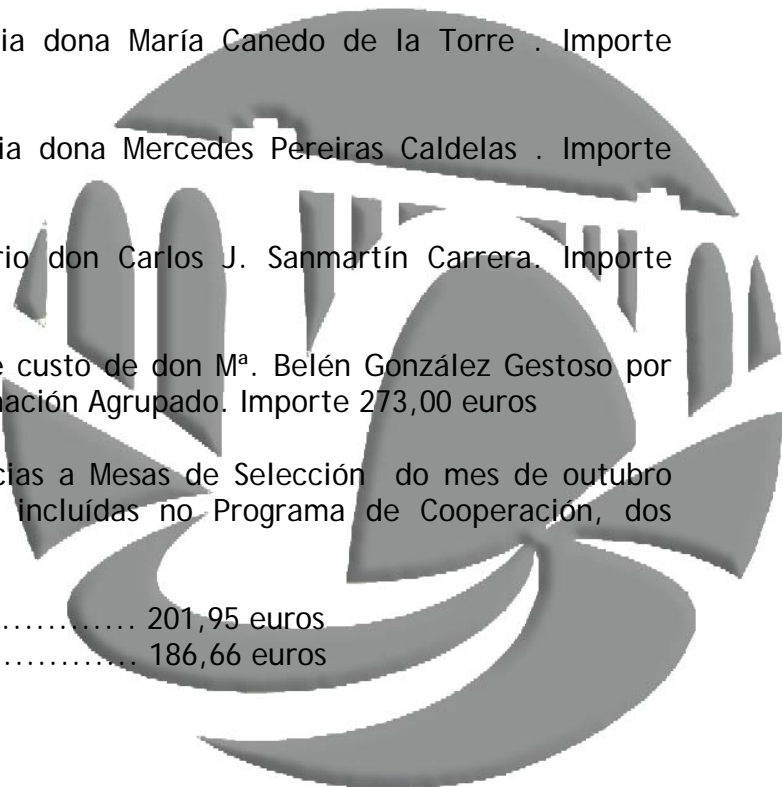 ia dona María Canedo de la Torre . Importe
ia dona Mercedes Pereiras Caldelas . Importe
rio don Carlos J. Sanmartín Carrera. Importe
e custo de don Mª. Belén González Gestoso por
nación Agrupado. Importe 273,00 euros
cias a Mesas de Selección do mes de outubro
incluídas no Programa de Cooperación, dos
............. 201,95 euros
............. 186,66 euros